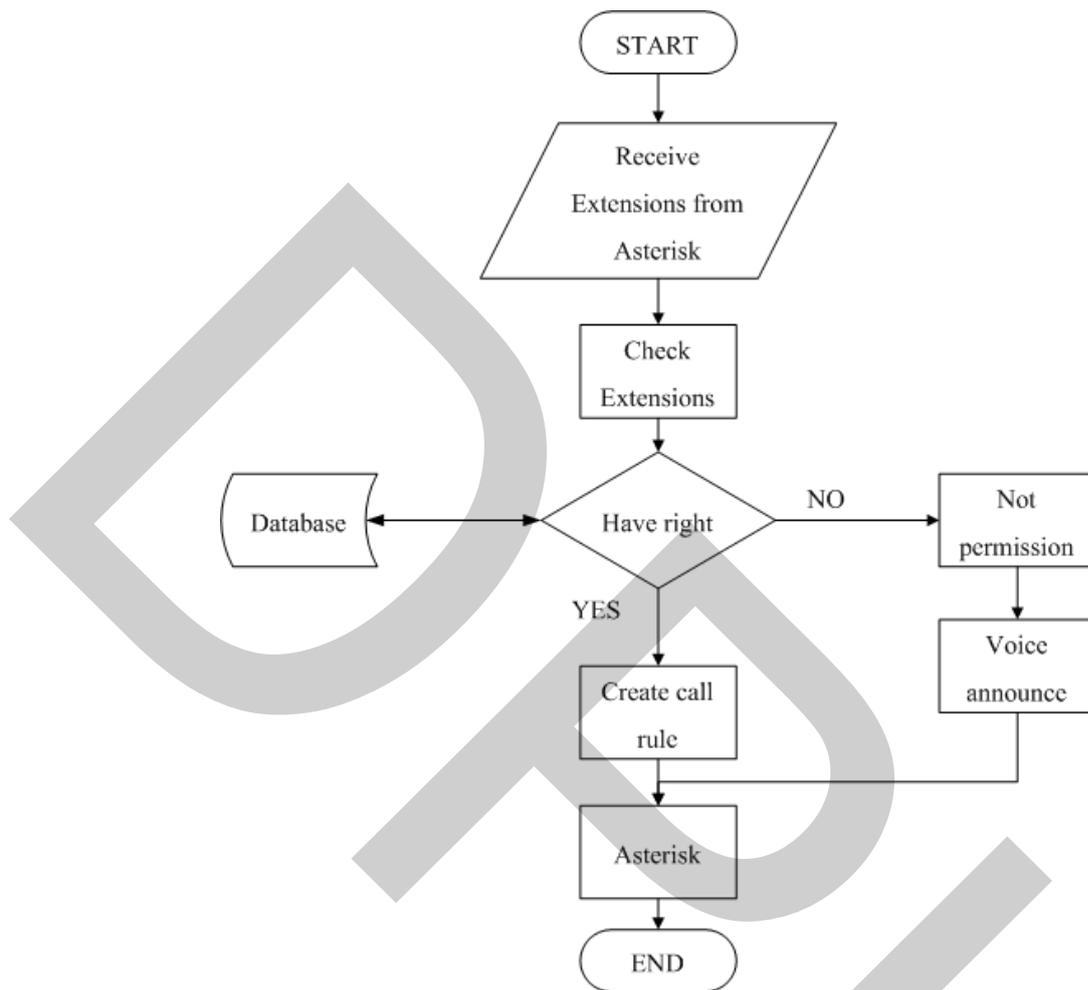 START
Receive
Extensions from
Asterisk
Check
Extensions
Database
Have right
NO
Not
permission
YES
Voice
announce
Create call
rule
Asterisk
END